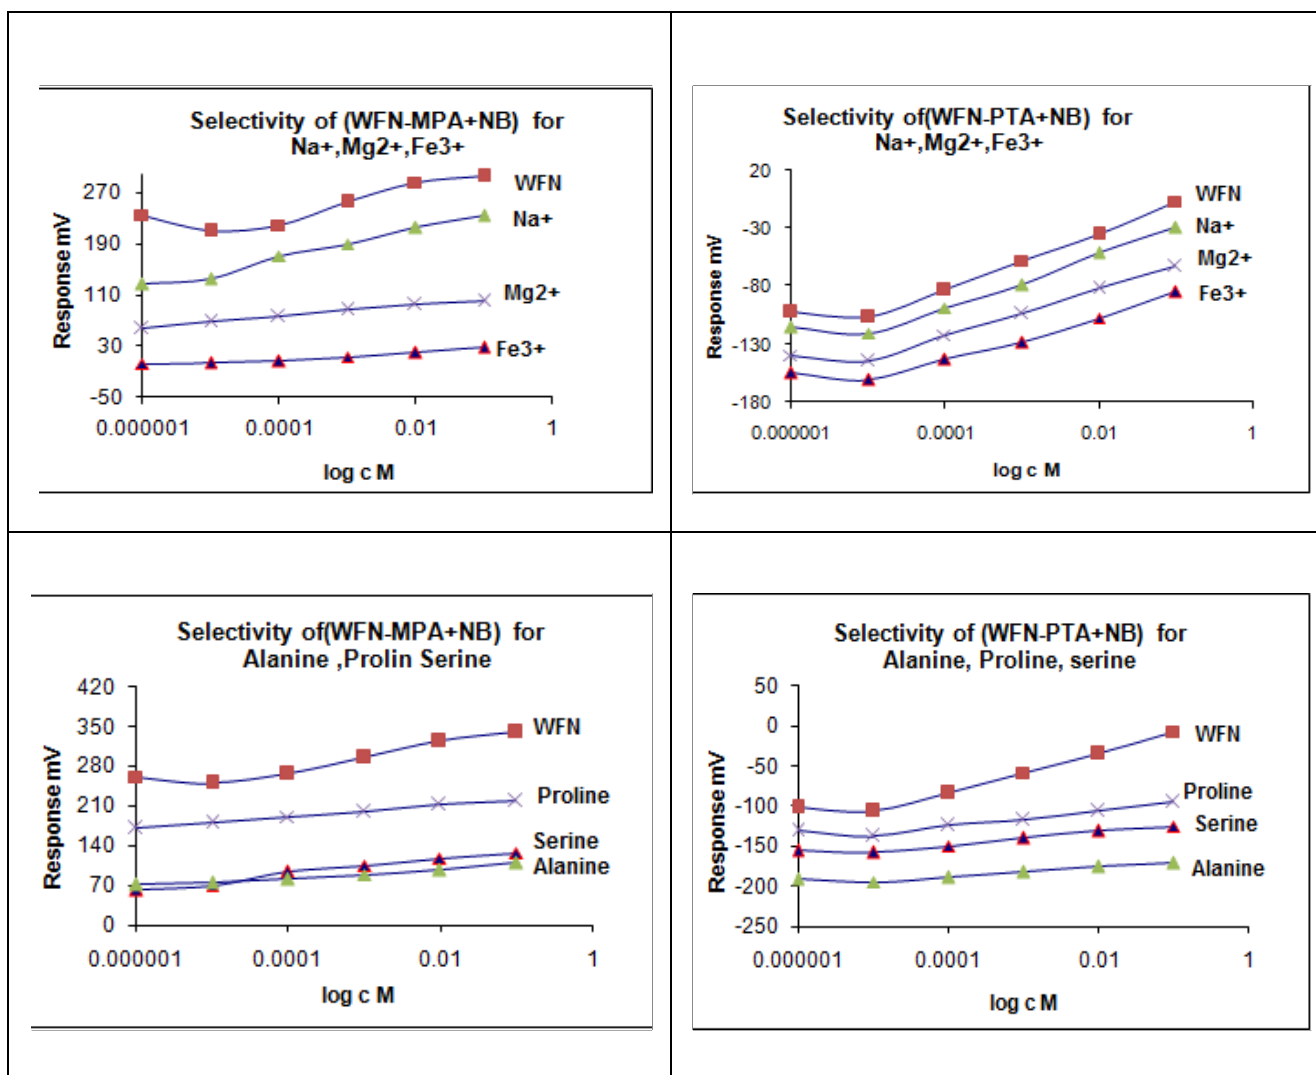 Selectivity of (WFN-MPA+NB) for
Na+,Mg2+,Fe3+
Response mV
270
190
110
30
-50
WFN
Na+
Mg2+
Fe3+
0.000001
0.0001
0.01
1
log c M
Selectivity of(WFN-PTA+NB) for
Na+,Mg2+,Fe3+
Response mV
20
-30
-80
-130
-180
WFN
Na+
Mg2+
Fe3+
0.000001
0.0001
0.01
1
log c M
Selectivity of(WFN-MPA+NB) for
Alanine ,Prolin Serine
Response mV
420
350
280
210
140
70
0
WFN
Proline
Serine
Alanine
0.000001
0.0001
0.01
1
log c M
Selectivity of (WFN-PTA+NB) for
Alanine, Proline, serine
Response mV
50
0
-50
-100
-150
-200
-250
WFN
Proline
Serine
Alanine
0.000001
0.0001
0.01
1
log c M